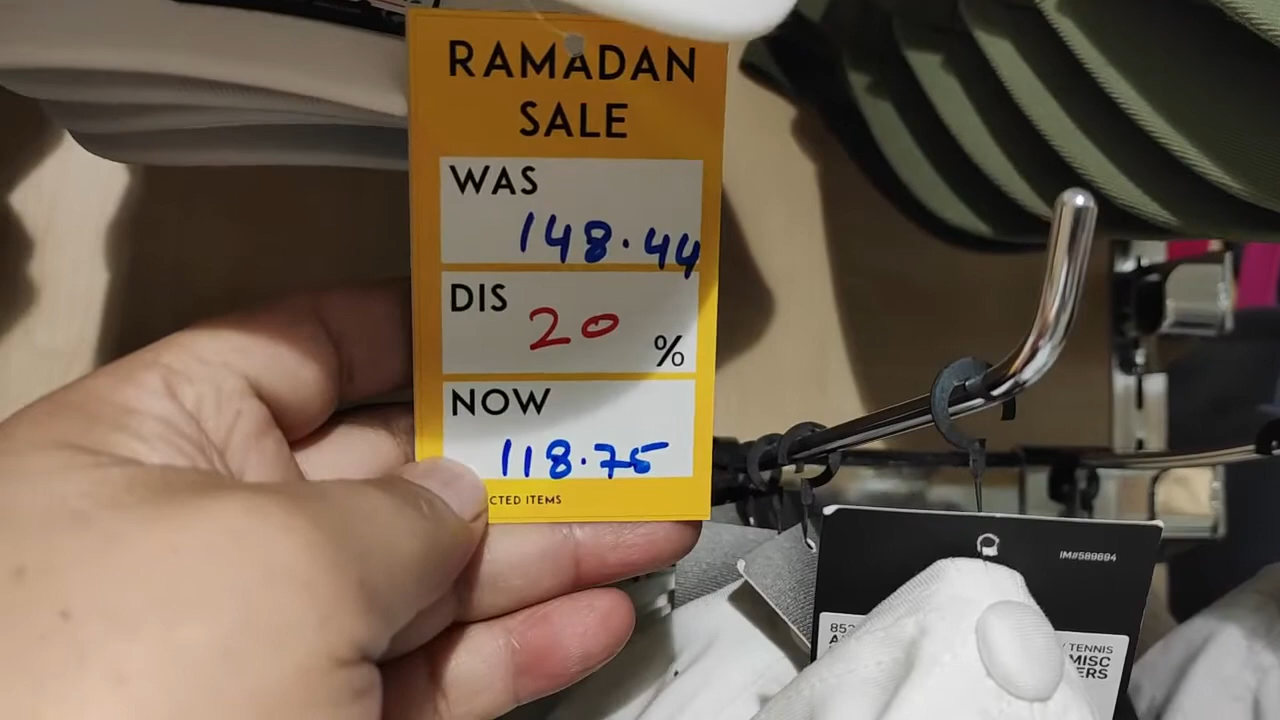 RAMADAN
SALE
WAS
148.44
DIS
20
%
NOW
118.75
CTED ITEMS
IM#589694
TENNIS
MISC
ERS